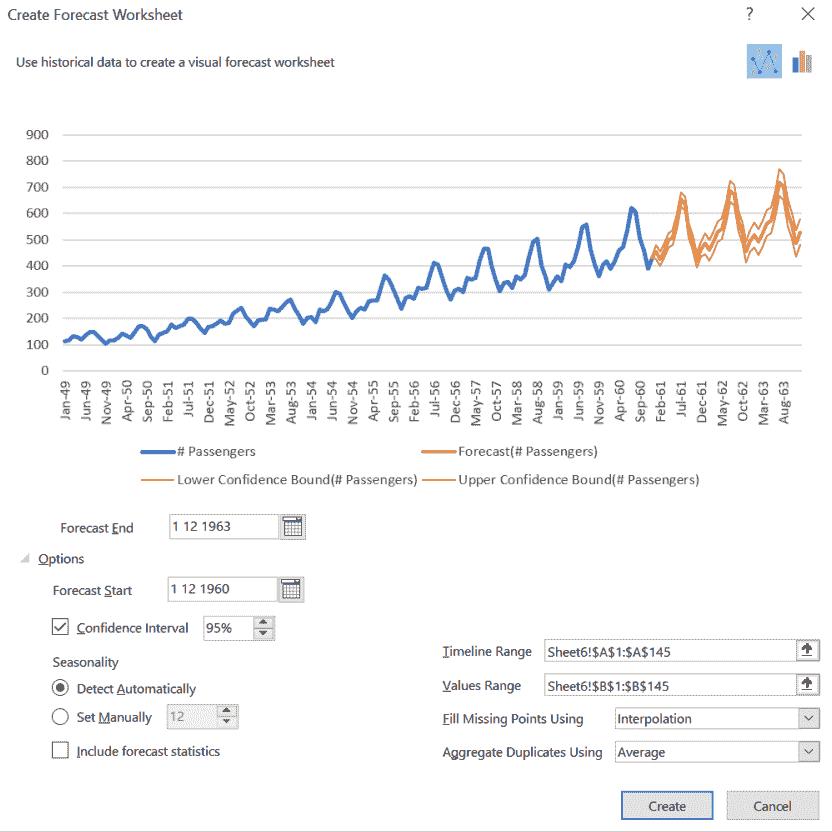 Create Forecast Worksheet ?
Use historical data to create a visual forecast worksheet
900
800
700
600
500
400
300
200
100
0
Jan-49
Jun-49
Nov-49
Apr-50
Sep-50
Feb-51
Jul-51
Dec-51
May-52
Oct-52
Mar-53
Aug-53
Jan-54
Jun-54
Nov-54
Apr-55
Sep-55
Feb-56
Jul-56
Dec-56
May-57
Oct-57
Mar-58
Aug-58
Jan-59
Jun-59
Nov-59
Apr-60
Sep-60
Feb-61
Jul-61
Dec-61
May-62
Oct-62
Mar-63
Aug-63
# Passengers
Forecast(# Passengers)
Lower Confidence Bound(# Passengers)
Upper Confidence Bound(# Passengers)
Forecast End 1 12 1963
Options
Forecast Start 1 12 1960
Confidence Interval 95%
Seasonality
Detect Automatically
Set Manually 12
Include forecast statistics
Timeline Range Sheet6!$A$1:$A$145
Values Range Sheet6!$B$1:$B$145
Fill Missing Points Using Interpolation
Aggregate Duplicates Using Average
Create
Cancel